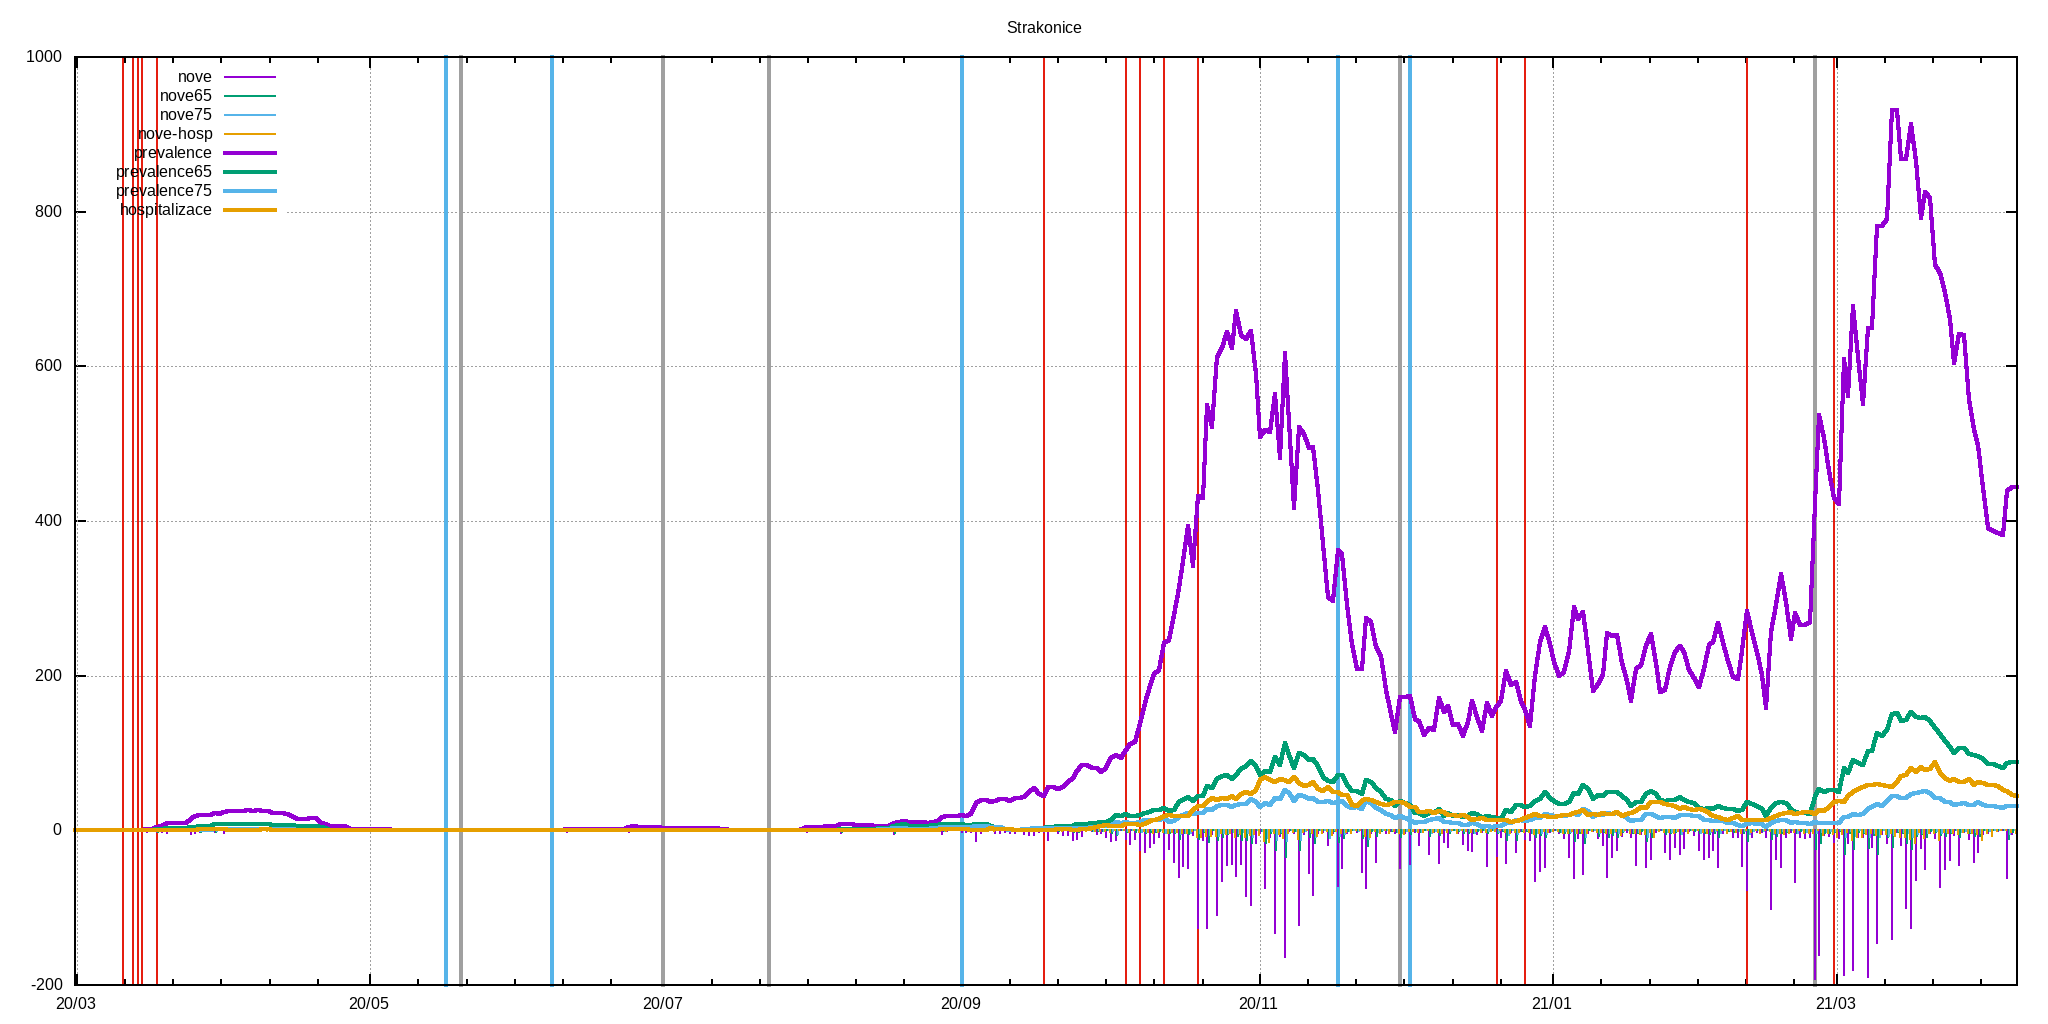 Strakonice
1000
800
600
400
200
0
-200
nove
nove65
nove75
nove-hosp
prevalence
prevalence65
prevalence75
hospitalizace
20/03 20/05 20/07 20/09 20/11 21/01 21/03